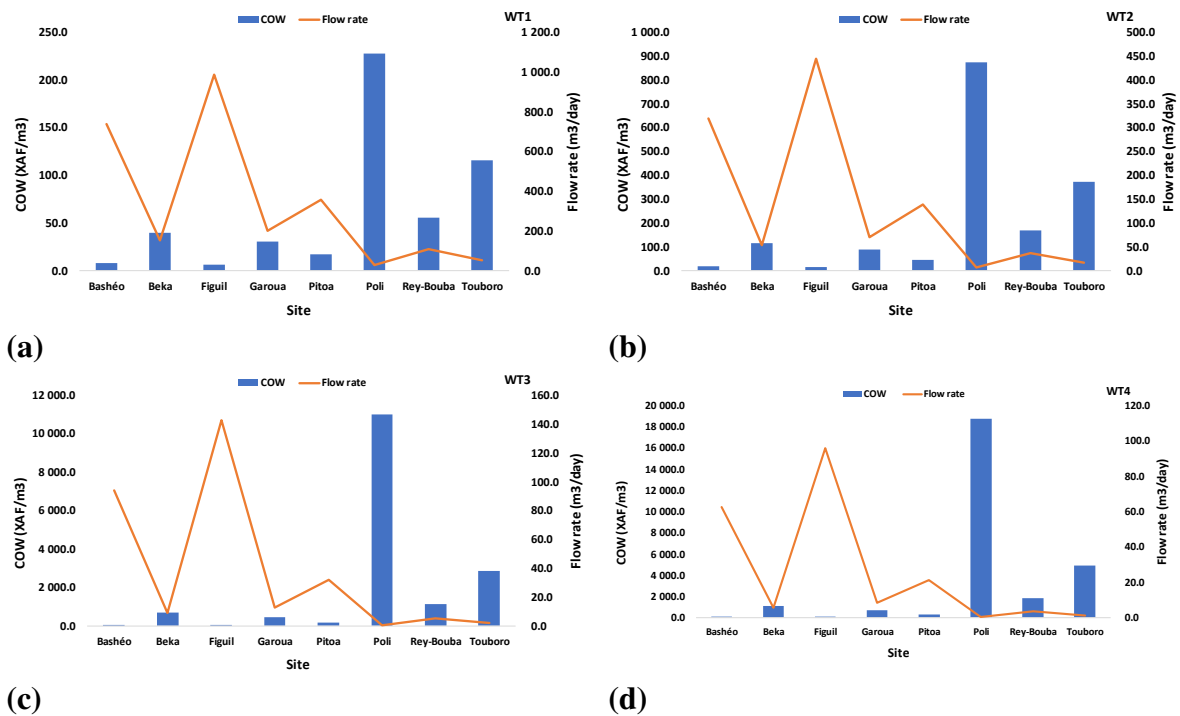 COW Flow rate WT1
250.0
200.0
150.0
100.0
50.0
0.0
COW (XAF/m3)
1 200.0
1 000.0
800.0
600.0
400.0
200.0
0.0
Flow rate (m3/day)
Bashéo Beka Figuil Garoua Pitoa Poli Rey-Bouba Touboro
Site
(a)
COW Flow rate WT2
1 000.0
900.0
800.0
700.0
600.0
500.0
400.0
300.0
200.0
100.0
0.0
COW (XAF/m3)
500.0
450.0
400.0
350.0
300.0
250.0
200.0
150.0
100.0
50.0
0.0
Flow rate (m3/day)
Bashéo Beka Figuil Garoua Pitoa Poli Rey-Bouba Touboro
Site
(b)
COW Flow rate WT3
12 000.0
10 000.0
8 000.0
6 000.0
4 000.0
2 000.0
0.0
COW (XAF/m3)
160.0
140.0
120.0
100.0
80.0
60.0
40.0
20.0
0.0
Flow rate (m3/day)
Bashéo Beka Figuil Garoua Pitoa Poli Rey-Bouba Touboro
Site
(c)
COW Flow rate WT4
20 000.0
18 000.0
16 000.0
14 000.0
12 000.0
10 000.0
8 000.0
6 000.0
4 000.0
2 000.0
0.0
COW (XAF/m3)
120.0
100.0
80.0
60.0
40.0
20.0
0.0
Flow rate (m3/day)
Bashéo Beka Figuil Garoua Pitoa Poli Rey-Bouba Touboro
Site
(d)